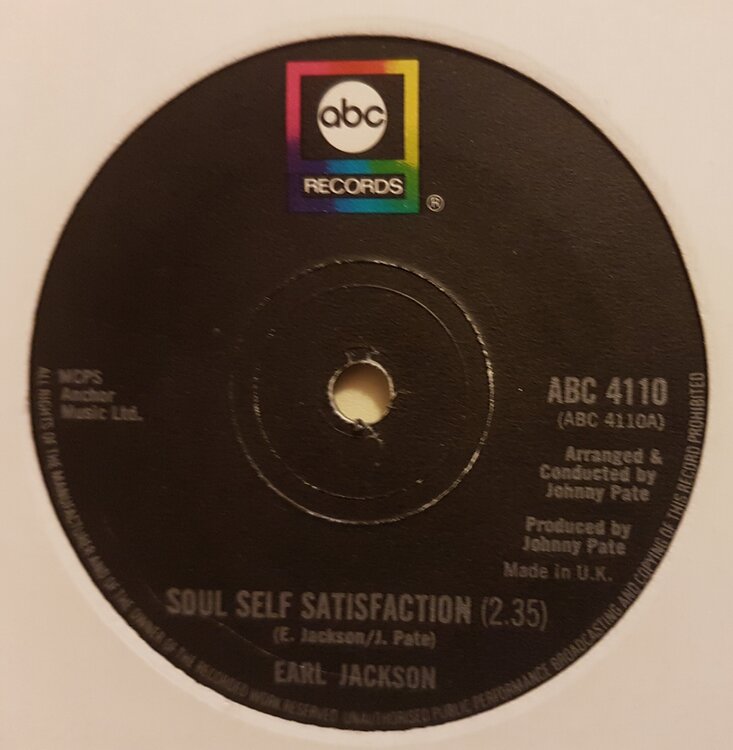 abc
RECORDS
®
MCPS
Anchor
Music Ltd.
ABC 4110
(ABC 4110A)
Arranged &
Conducted by
Johnny Pate
Produced by
Johnny Pate
Made in U.K.
SOUL SELF SATISFACTION (2.35)
(E. Jackson/J. Pate)
EARL JACKSON
ALL RIGHTS OF THE MANUFACTURER AND OF THE OWNER OF THE RECORDED WORK RESERVED. UNAUTHORISED PUBLIC PERFORMANCE, BROADCASTING AND COPYING OF THIS RECORD PROHIBITED